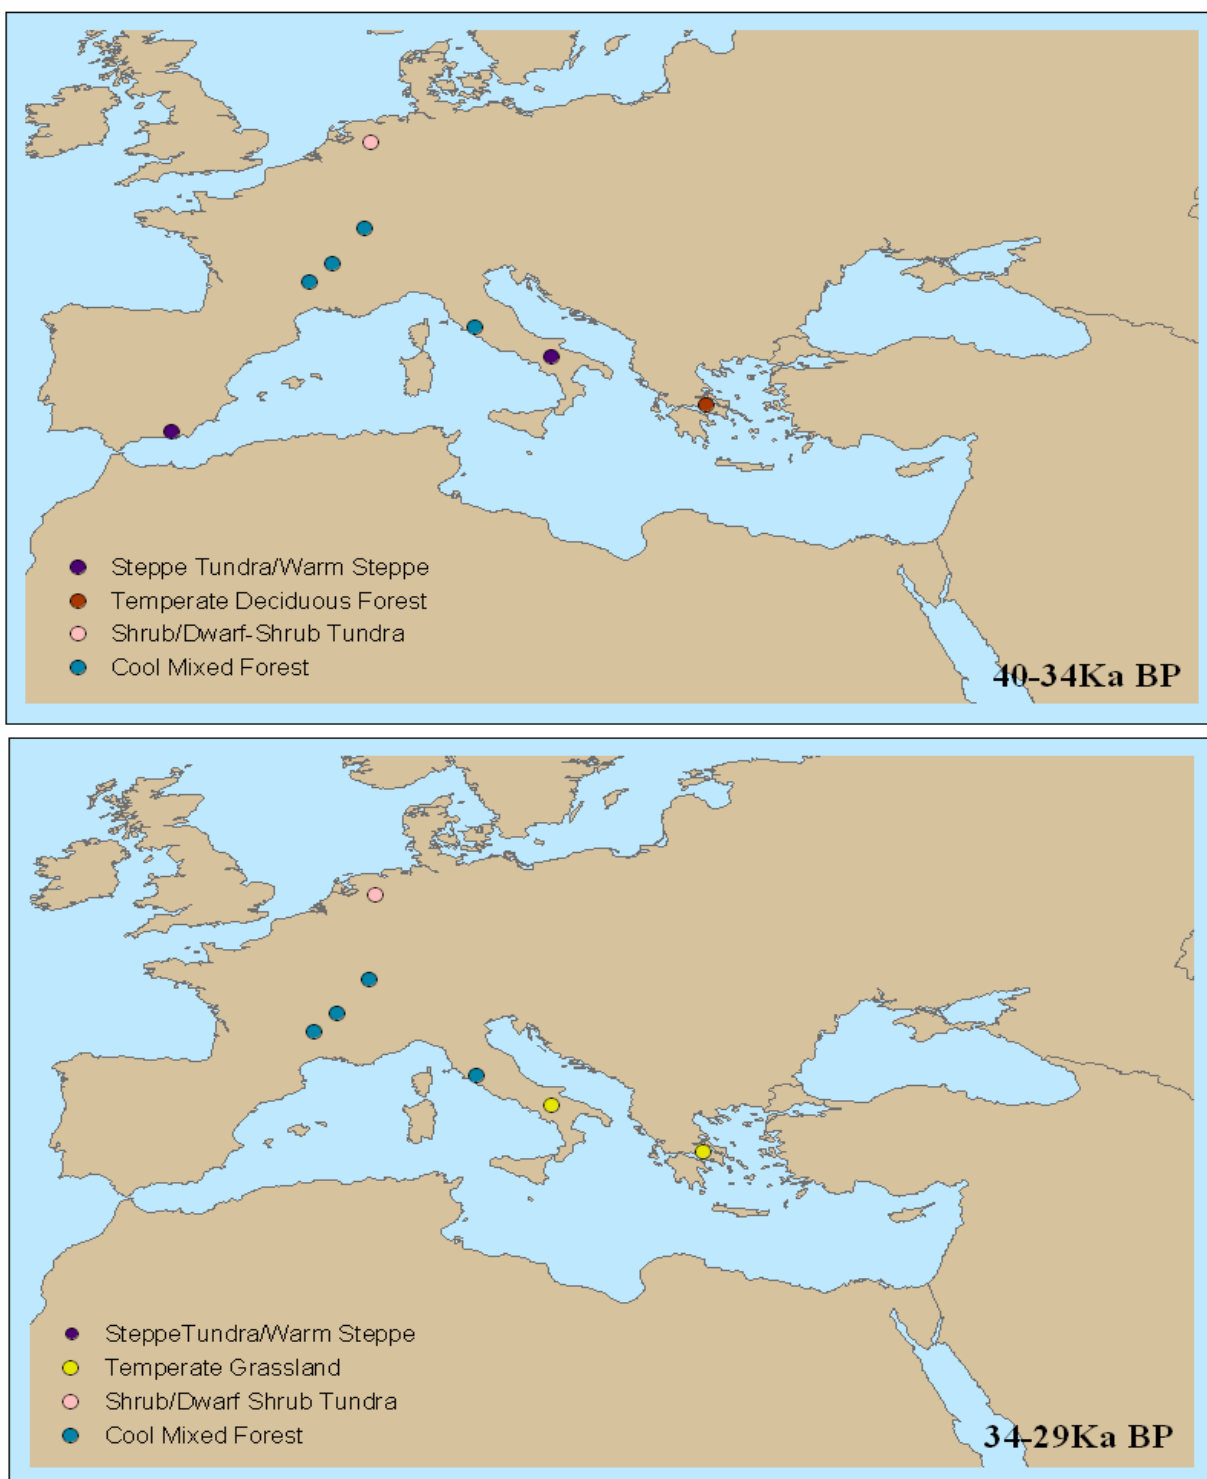 Steppe Tundra/Warm Steppe
Temperate Deciduous Forest
Shrub/Dwarf-Shrub Tundra
Cool Mixed Forest
40-34Ka BP
SteppeTundra/Warm Steppe
Temperate Grassland
Shrub/Dwarf Shrub Tundra
Cool Mixed Forest
34-29Ka BP